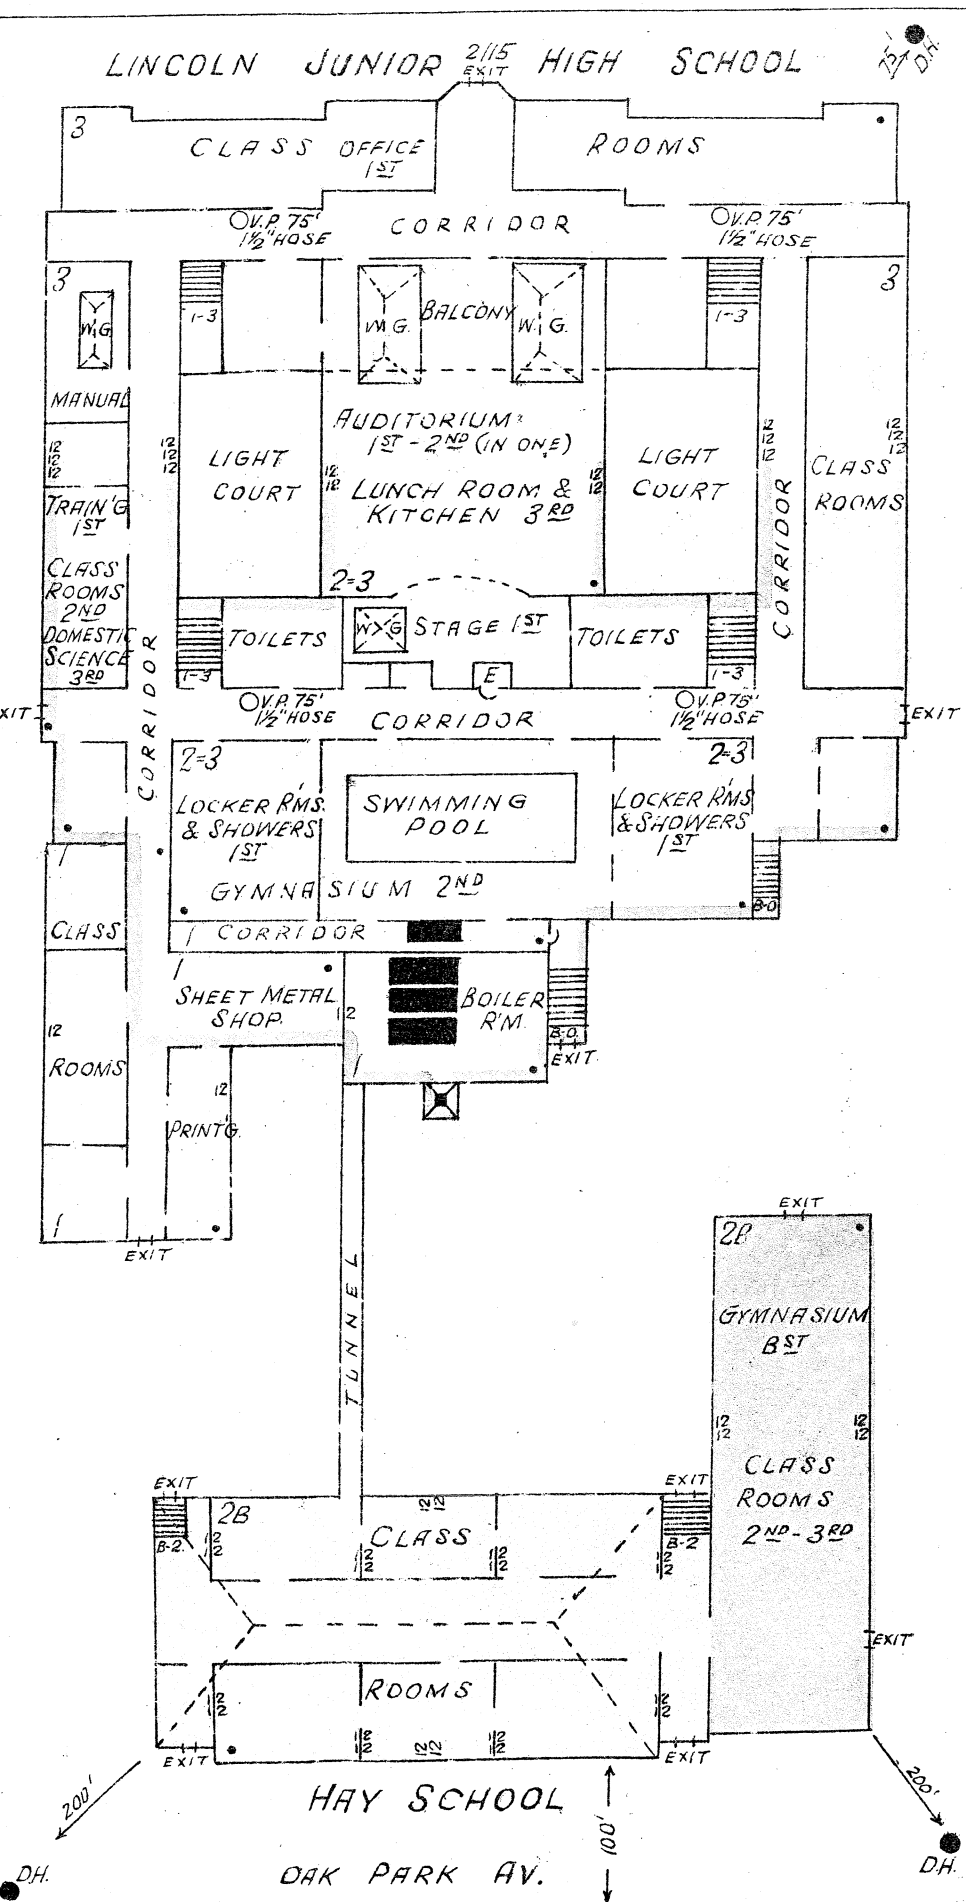 LINCOLN JUNIOR HIGH SCHOOL
2115
EXIT
75'
D.H.
3
CLASS ROOMS
OFFICE
1ST
O V.P. 75'
1½" HOSE
CORRIDOR
O V.P. 75'
1½" HOSE
3
W.G.
MANUAL
12
12
12
TRAIN'G
1ST
CLASS
ROOMS
2ND
DOMESTIC
SCIENCE
3RD
1-3
12
12
12
LIGHT
COURT
W.G.
BALCONY
W.G.
AUDITORIUM:
1ST - 2ND (IN ONE)
12
12
LUNCH ROOM &
KITCHEN 3RD
12
12
2=3
1-3
LIGHT
COURT
12
12
12
CORRIDOR
3
12
12
12
CLASS
ROOMS
1-3
TOILETS
W G
STAGE 1ST
E
TOILETS
1-3
EXIT
CORRIDOR
O V.P. 75'
1½" HOSE
CORRIDOR
O V.P. 75'
1½" HOSE
EXIT
2=3
LOCKER R'MS.
& SHOWERS
1ST
SWIMMING
POOL
2=3
LOCKER R'MS
& SHOWERS
1ST
GYMNASIUM 2ND
B-O
1
CLASS
12
ROOMS
1
1
CORRIDOR
1
SHEET METAL
SHOP.
12
BOILER
R'M.
1
B-O
EXIT
12
PRINT'G.
EXIT
TUNNEL
EXIT
2B
GYMNASIUM
BST
12
12
12
12
CLASS
ROOMS
2ND - 3RD
EXIT
EXIT
B-2
2B
12
12
CLASS
12
12
12
12
12
12
EXIT
B-2
12
12
ROOMS
12
12
12
12
12
12
12
12
12
12
EXIT
EXIT
200'
D.H.
HAY SCHOOL
100'
200'
D.H.
OAK PARK AV.